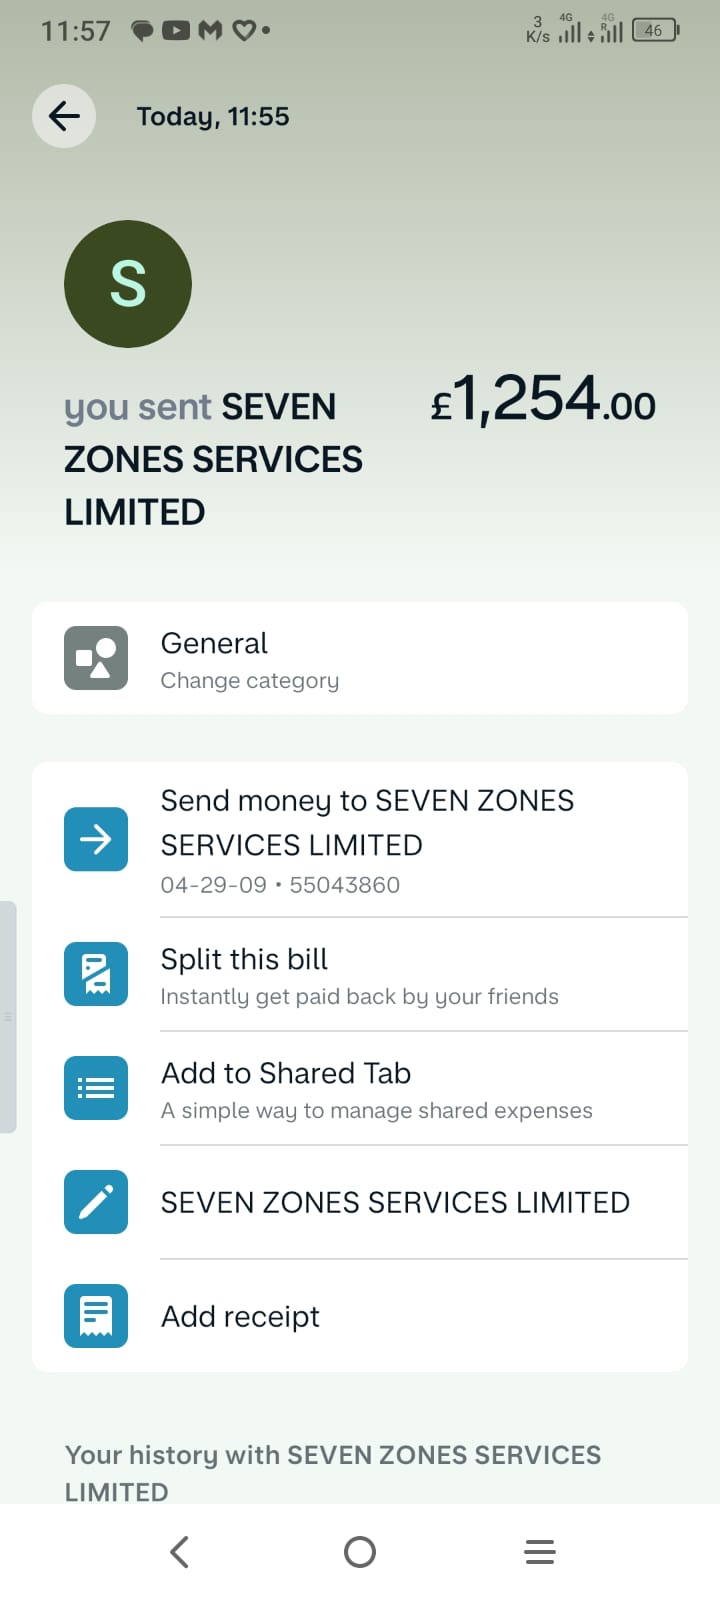 11:57
3 K/s 4G 4G R 46
Today, 11:55
S
you sent SEVEN
ZONES SERVICES
LIMITED
£1,254.00
General
Change category
Send money to SEVEN ZONES
SERVICES LIMITED
04-29-09 • 55043860
Split this bill
Instantly get paid back by your friends
Add to Shared Tab
A simple way to manage shared expenses
SEVEN ZONES SERVICES LIMITED
Add receipt
Your history with SEVEN ZONES SERVICES
LIMITED